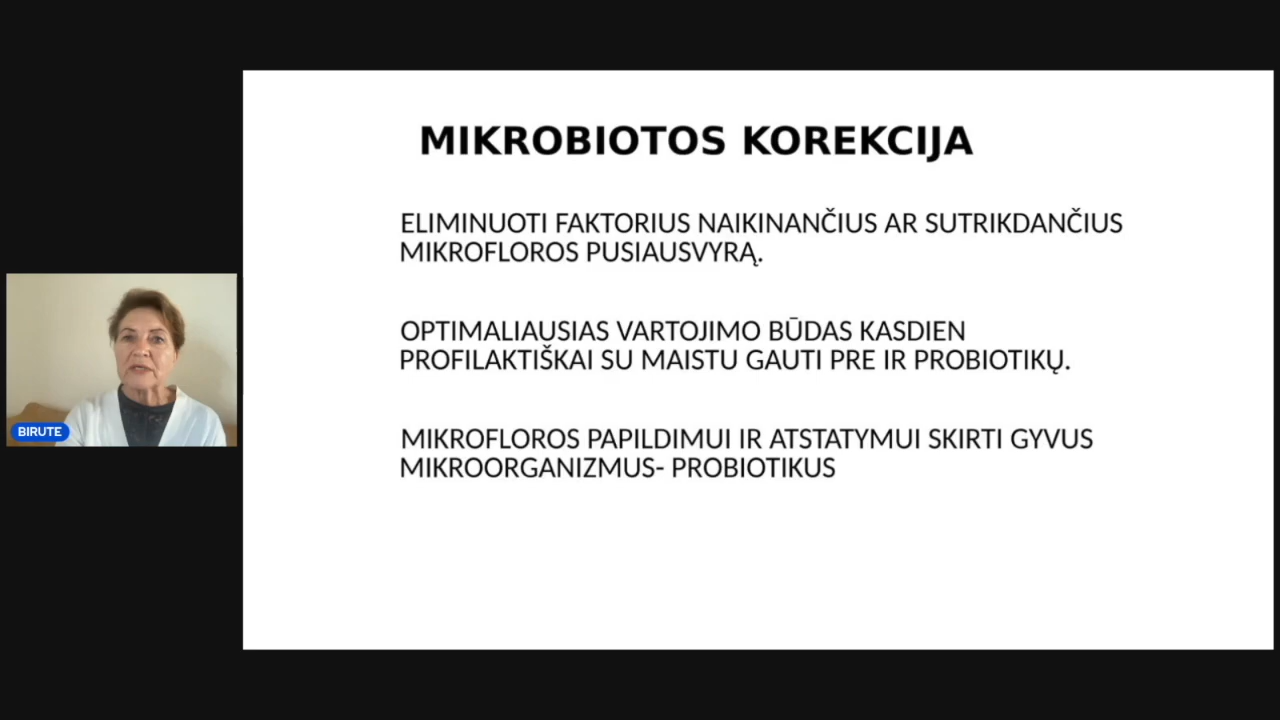 MIKROBIOTOS KOREKCIJA
ELIMINUOTI FAKTORIUS NAIKINANČIUS AR SUTRIKDANČIUS
MIKROFLOROS PUSIAUSVYRĄ.
OPTIMALIAUSIAS VARTOJIMO BŪDAS KASDIEN
PROFILAKTIŠKAI SU MAISTU GAUTI PRE IR PROBIOTIKŲ.
MIKROFLOROS PAPILDIMUI IR ATSTATYMUI SKIRTI GYVUS
MIKROORGANIZMUS- PROBIOTIKUS
BIRUTE